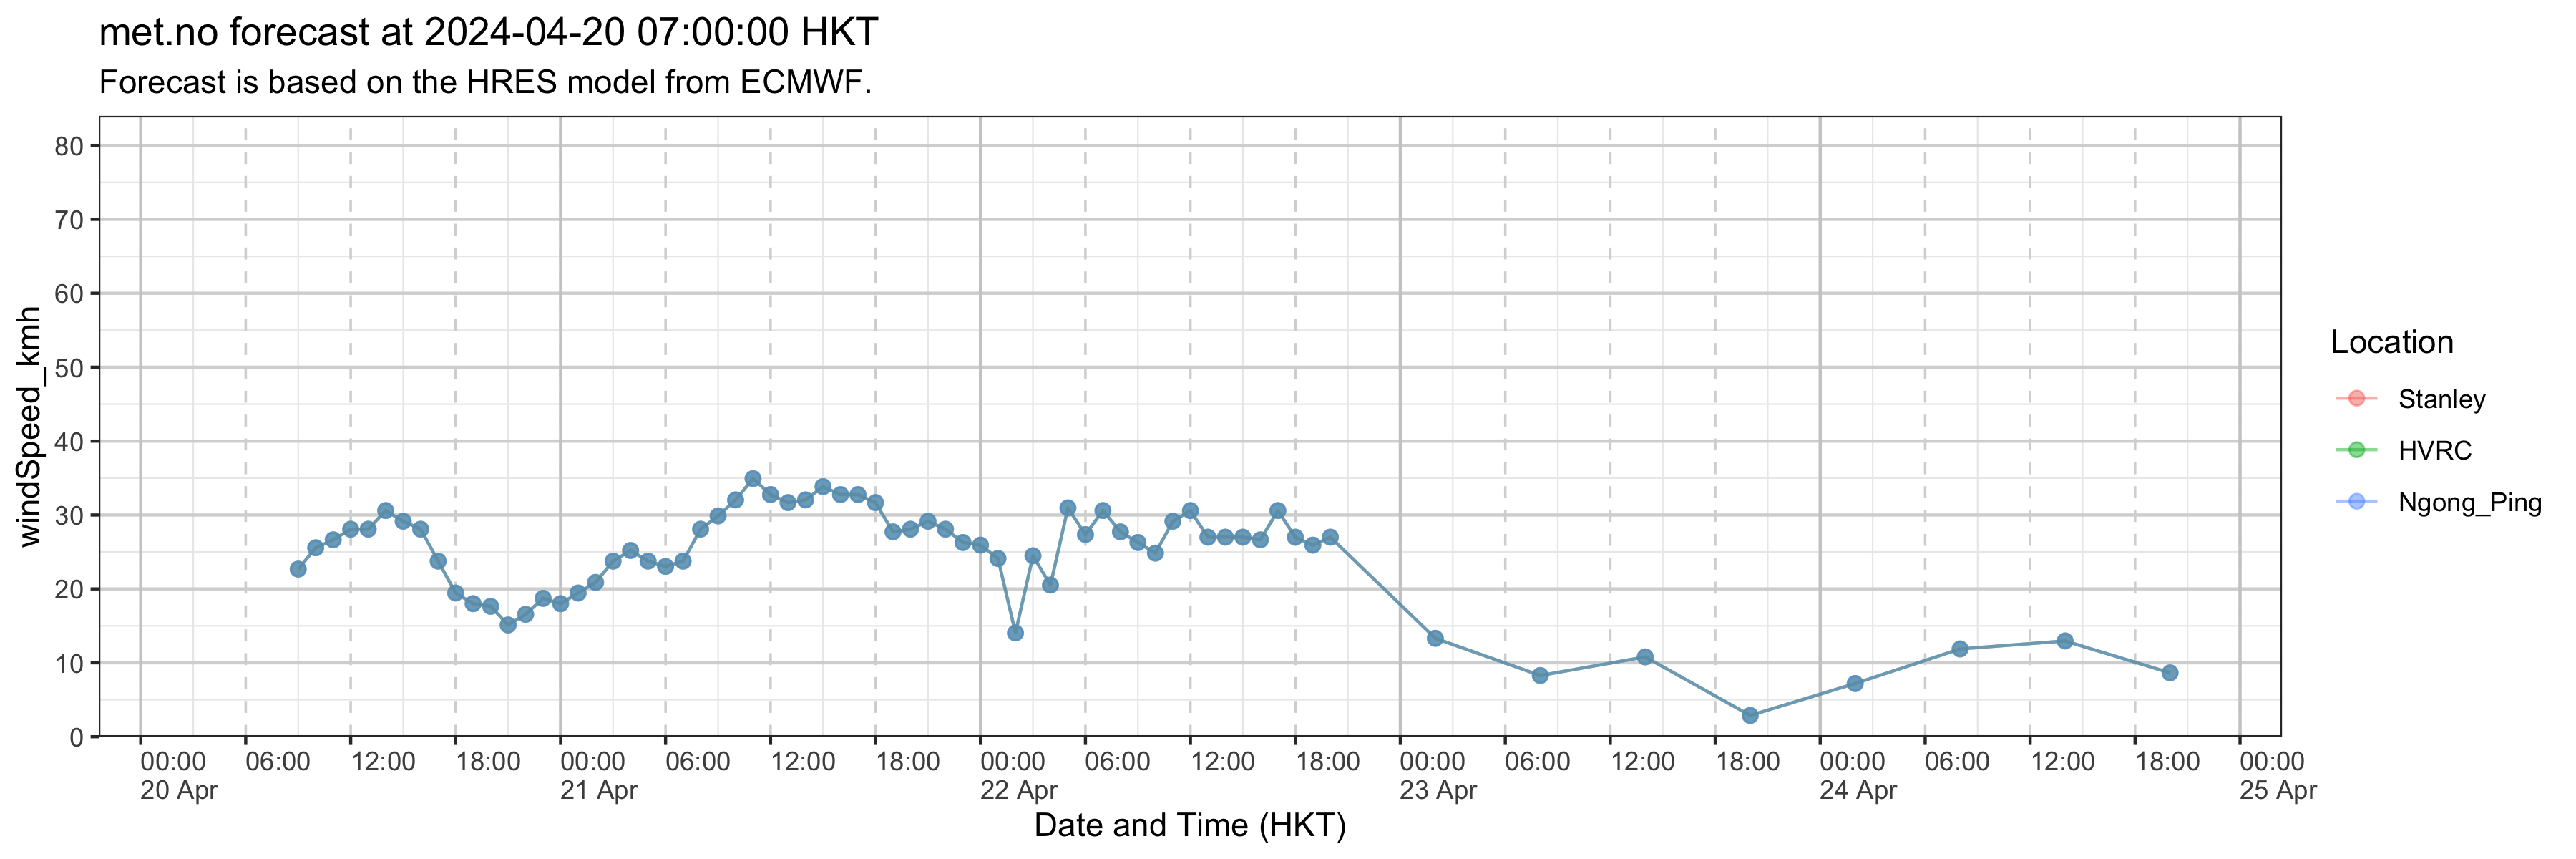 met.no forecast at 2024-04-20 07:00:00 HKT
Forecast is based on the HRES model from ECMWF.
windSpeed_kmh
80
70
60
50
40
30
20
10
0
00:00 06:00 12:00 18:00 00:00 06:00 12:00 18:00 00:00 06:00 12:00 18:00 00:00 06:00 12:00 18:00 00:00 06:00 12:00 18:00 00:00
20 Apr 21 Apr 22 Apr 23 Apr 24 Apr 25 Apr
Date and Time (HKT)
Location
Stanley
HVRC
Ngong_Ping